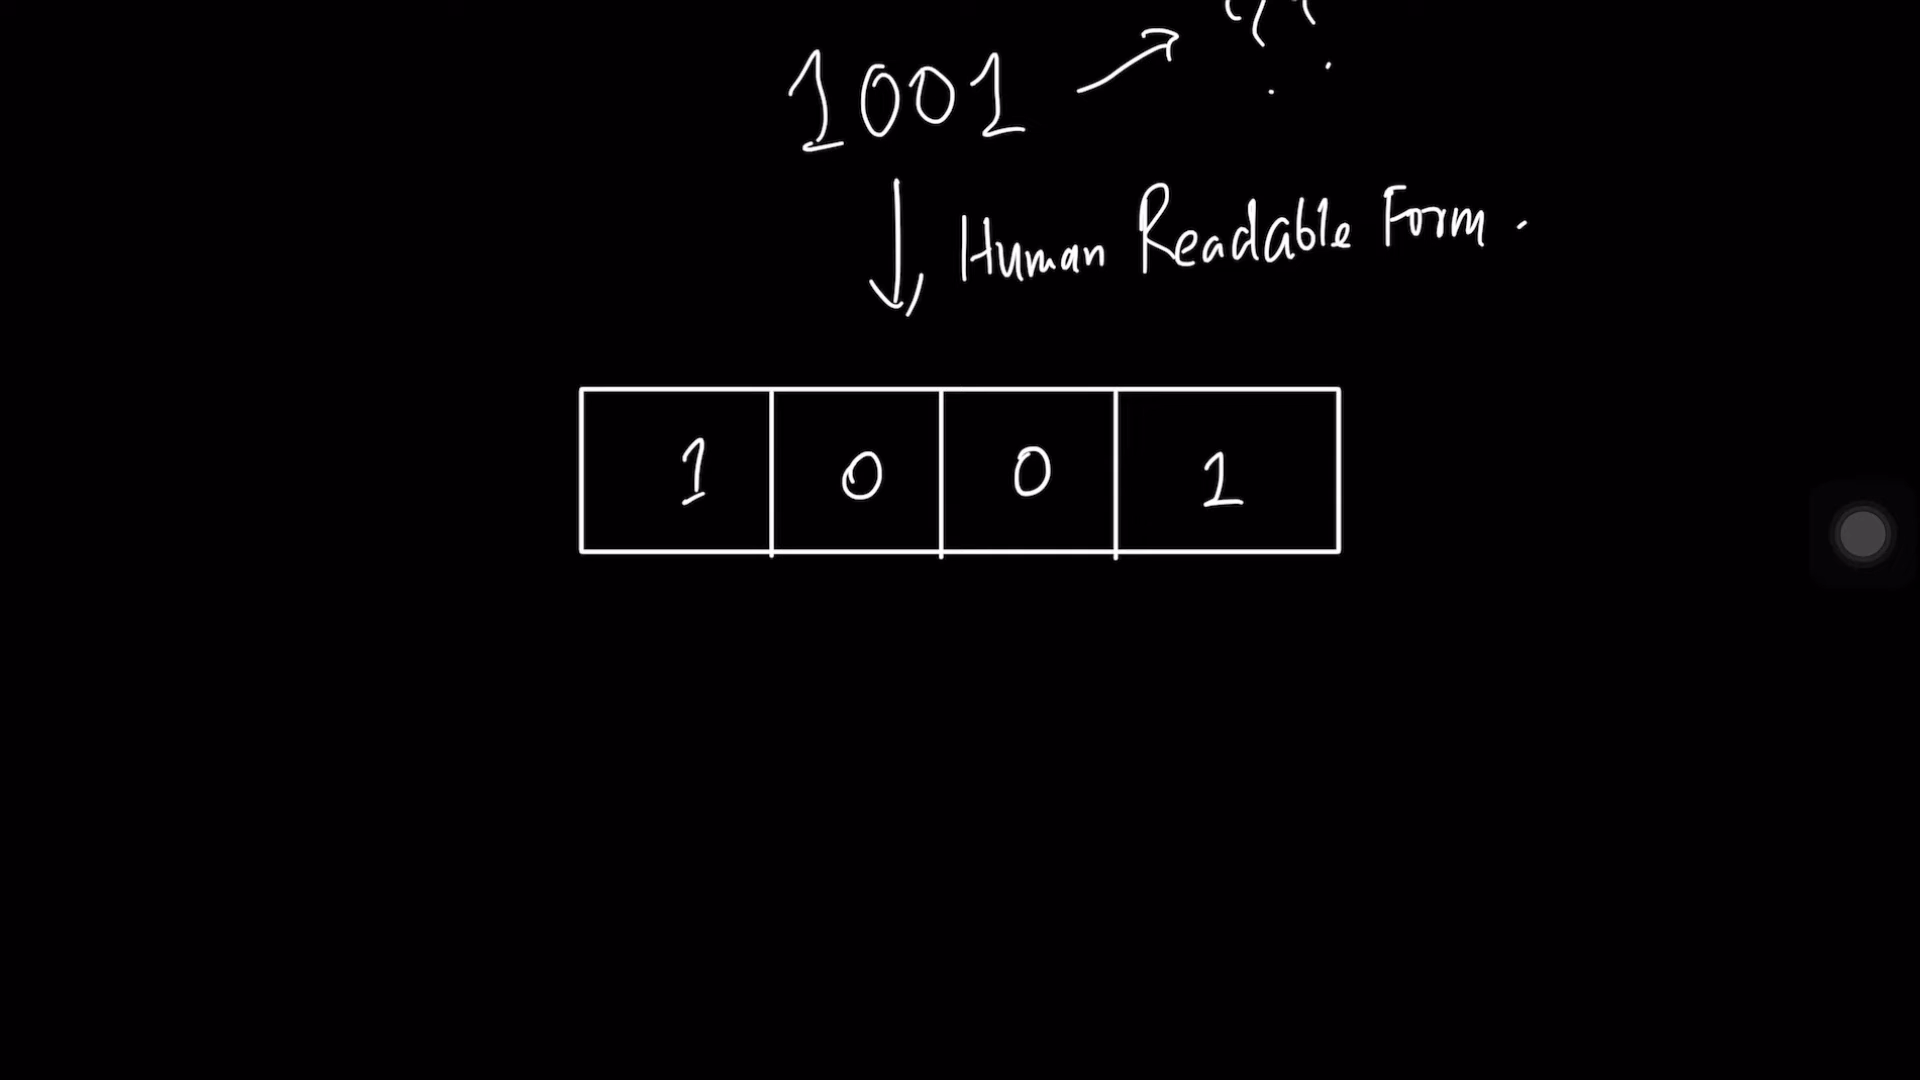 1001 → ??
Human Readable Form.
1 0 0 1